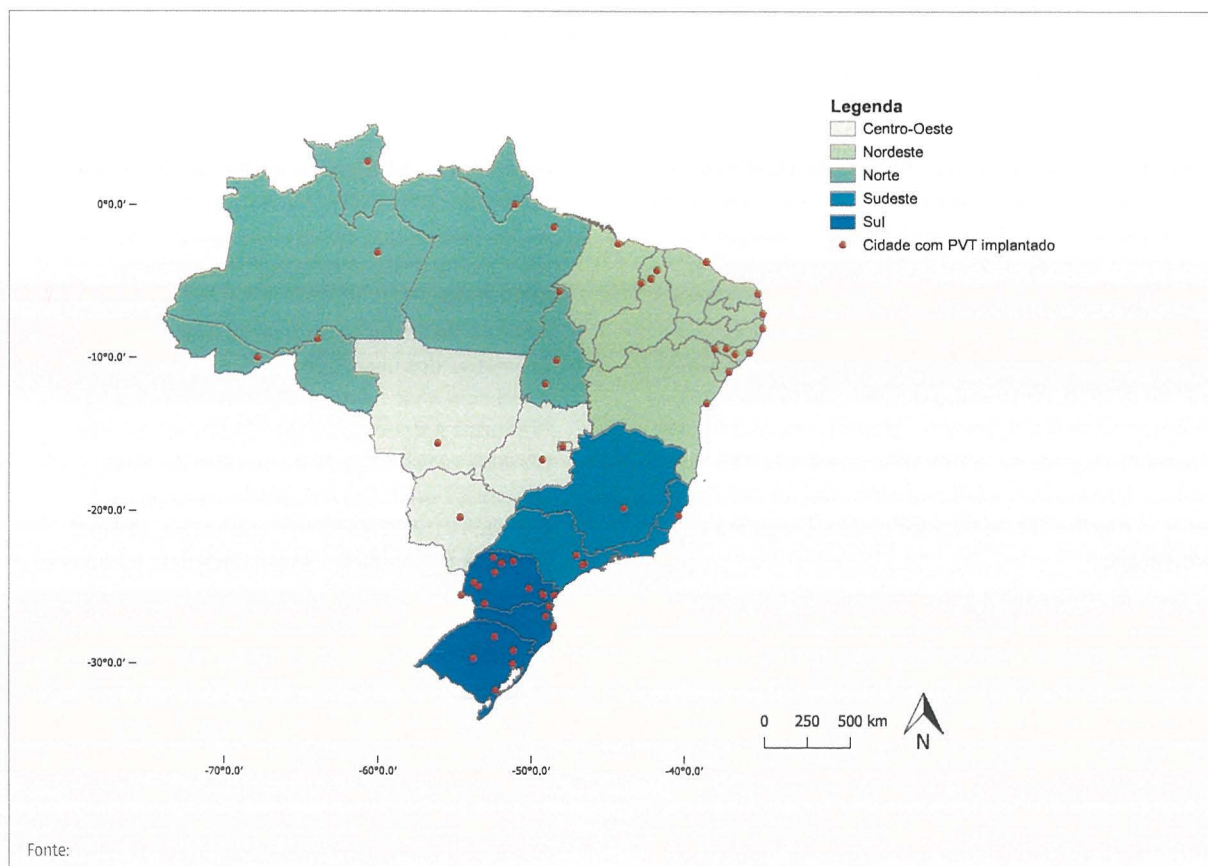 Legenda
Centro-Oeste
Nordeste
Norte
Sudeste
Sul
Cidade com PVT implantado
0°0.0'
-10°0.0'
-20°0.0'
-30°0.0'
0 250 500 km
N
-70°0.0' -60°0.0' -50°0.0' -40°0.0'
Fonte: